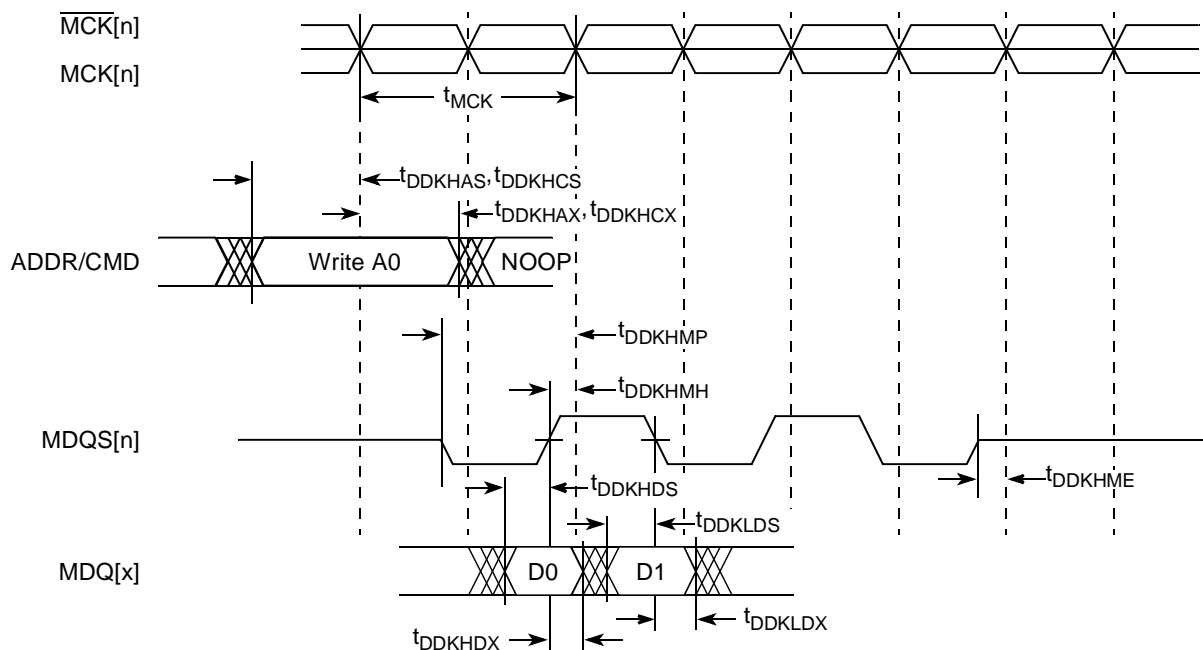 MCK[n]
MCK[n]
tMCK
tDDKHAS,tDDKHCS
tDDKHAX,tDDKHCX
ADDR/CMD
Write A0
NOOP
tDDKHMP
tDDKHMH
MDQS[n]
tDDKHDS
tDDKHME
tDDKLDS
MDQ[x]
D0
D1
tDDKLDX
tDDKHDX